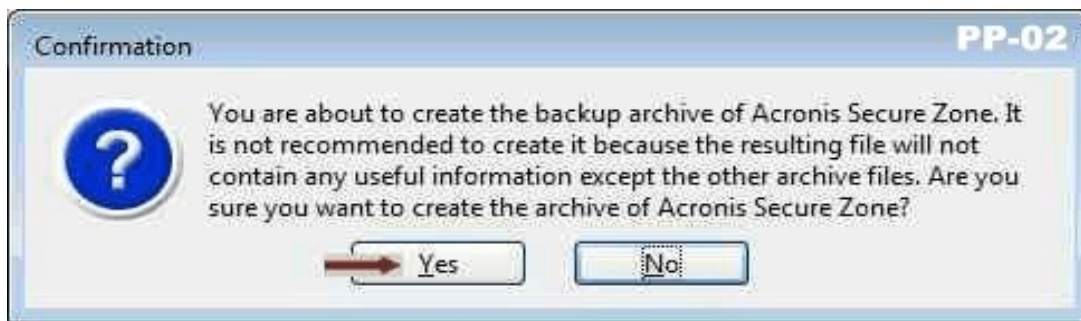 Confirmation
PP-02
You are about to create the backup archive of Acronis Secure Zone. It
is not recommended to create it because the resulting file will not
contain any useful information except the other archive files. Are you
sure you want to create the archive of Acronis Secure Zone?
Yes
No